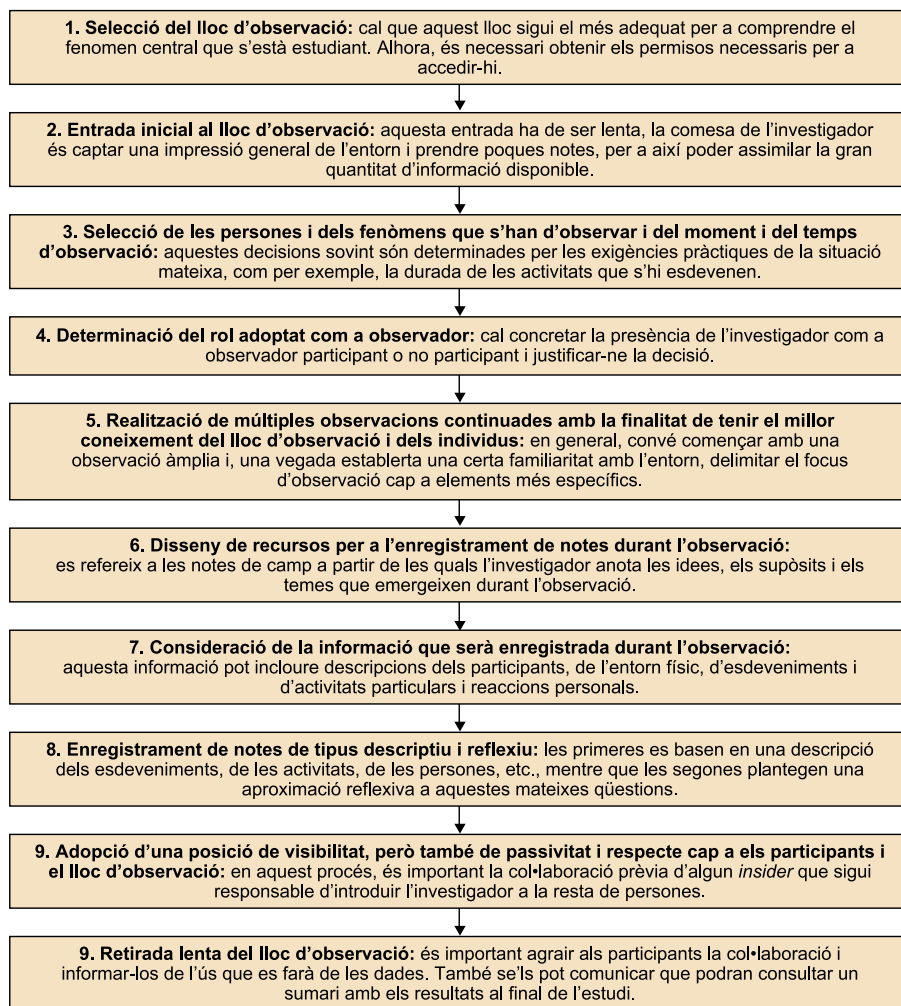 1. Selecció del lloc d’observació: cal que aquest lloc sigui el més adequat per a comprendre el
fenomen central que s’està estudiant. Alhora, és necessari obtenir els permisos necessaris per a
accedir-hi.
2. Entrada inicial al lloc d’observació: aquesta entrada ha de ser lenta, la comesa de l’investigador
és captar una impressió general de l’entorn i prendre poques notes, per a així poder assimilar la gran
quantitat d’informació disponible.
3. Selecció de les persones i dels fenòmens que s’han d’observar i del moment i del temps
d’observació: aquestes decisions sovint són determinades per les exigències pràctiques de la situació
mateixa, com per exemple, la durada de les activitats que s’hi esdevenen.
4. Determinació del rol adoptat com a observador: cal concretar la presència de l’investigador com a
observador participant o no participant i justificar-ne la decisió.
5. Realització de múltiples observacions continuades amb la finalitat de tenir el millor
coneixement del lloc d’observació i dels individus: en general, convé començar amb una
observació àmplia i, una vegada establerta una certa familiaritat amb l’entorn, delimitar el focus
d’observació cap a elements més específics.
6. Disseny de recursos per a l’enregistrament de notes durant l’observació:
es refereix a les notes de camp a partir de les quals l’investigador anota les idees, els supòsits i els
temes que emergeixen durant l’observació.
7. Consideració de la informació que serà enregistrada durant l’observació:
aquesta informació pot incloure descripcions dels participants, de l’entorn físic, d’esdeveniments i
d’activitats particulars i reaccions personals.
8. Enregistrament de notes de tipus descriptiu i reflexiu: les primeres es basen en una descripció
dels esdeveniments, de les activitats, de les persones, etc., mentre que les segones plantegen una
aproximació reflexiva a aquestes mateixes qüestions.
9. Adopció d’una posició de visibilitat, però també de passivitat i respecte cap a els participants i
el lloc d’observació: en aquest procés, és important la col•laboració prèvia d’algun insider que sigui
responsable d’introduir l’investigador a la resta de persones.
9. Retirada lenta del lloc d’observació: és important agrair als participants la col•laboració i
informar-los de l’ús que es farà de les dades. També se’ls pot comunicar que podran consultar un
sumari amb els resultats al final de l’estudi.